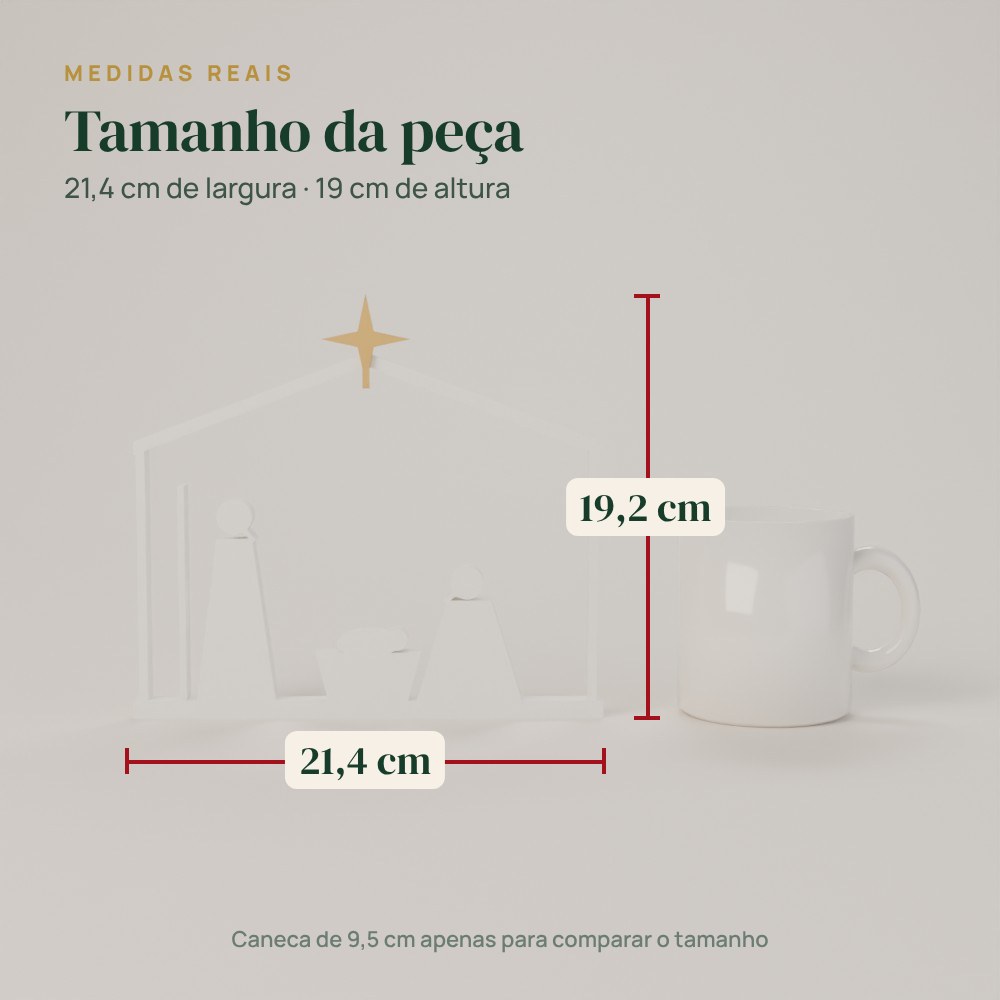 MEDIDAS REAIS
Tamanho da peça
21,4 cm de largura · 19 cm de altura
19,2 cm
21,4 cm
Caneca de 9,5 cm apenas para comparar o tamanho